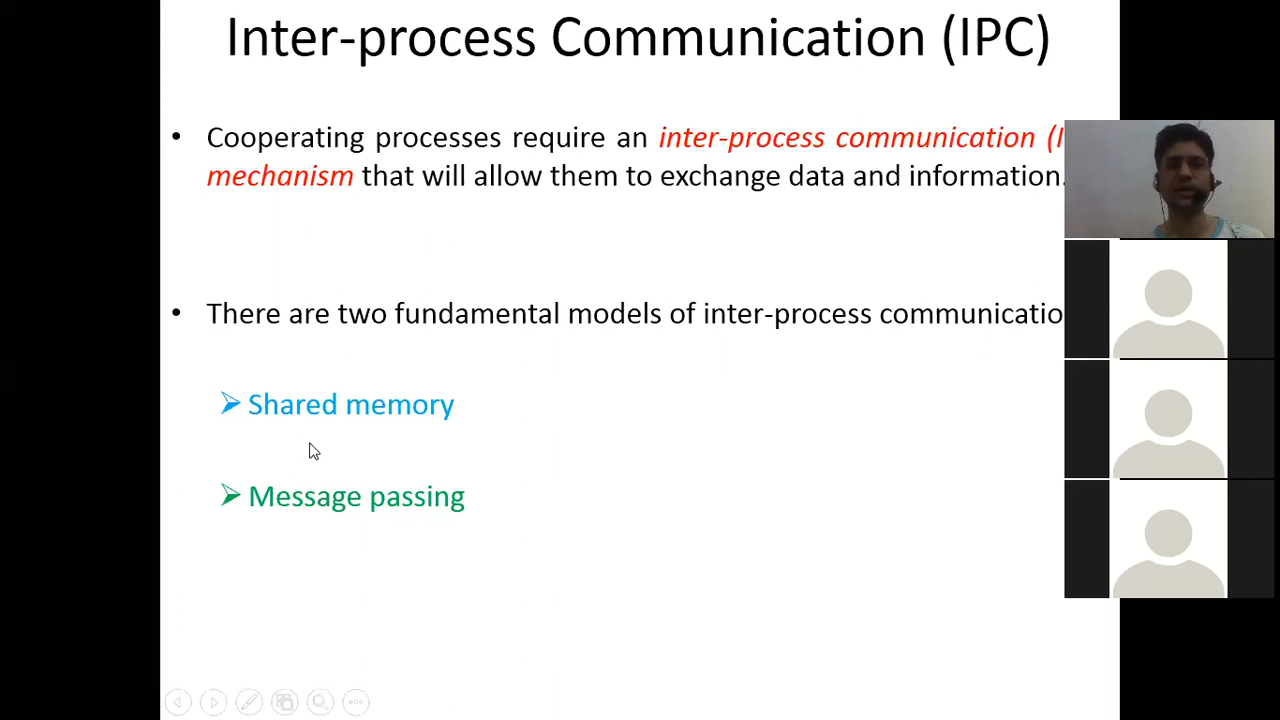 Inter-process Communication (IPC)
• Cooperating processes require an inter-process communication (I
mechanism that will allow them to exchange data and information.
• There are two fundamental models of inter-process communicatio
➢ Shared memory
➢ Message passing